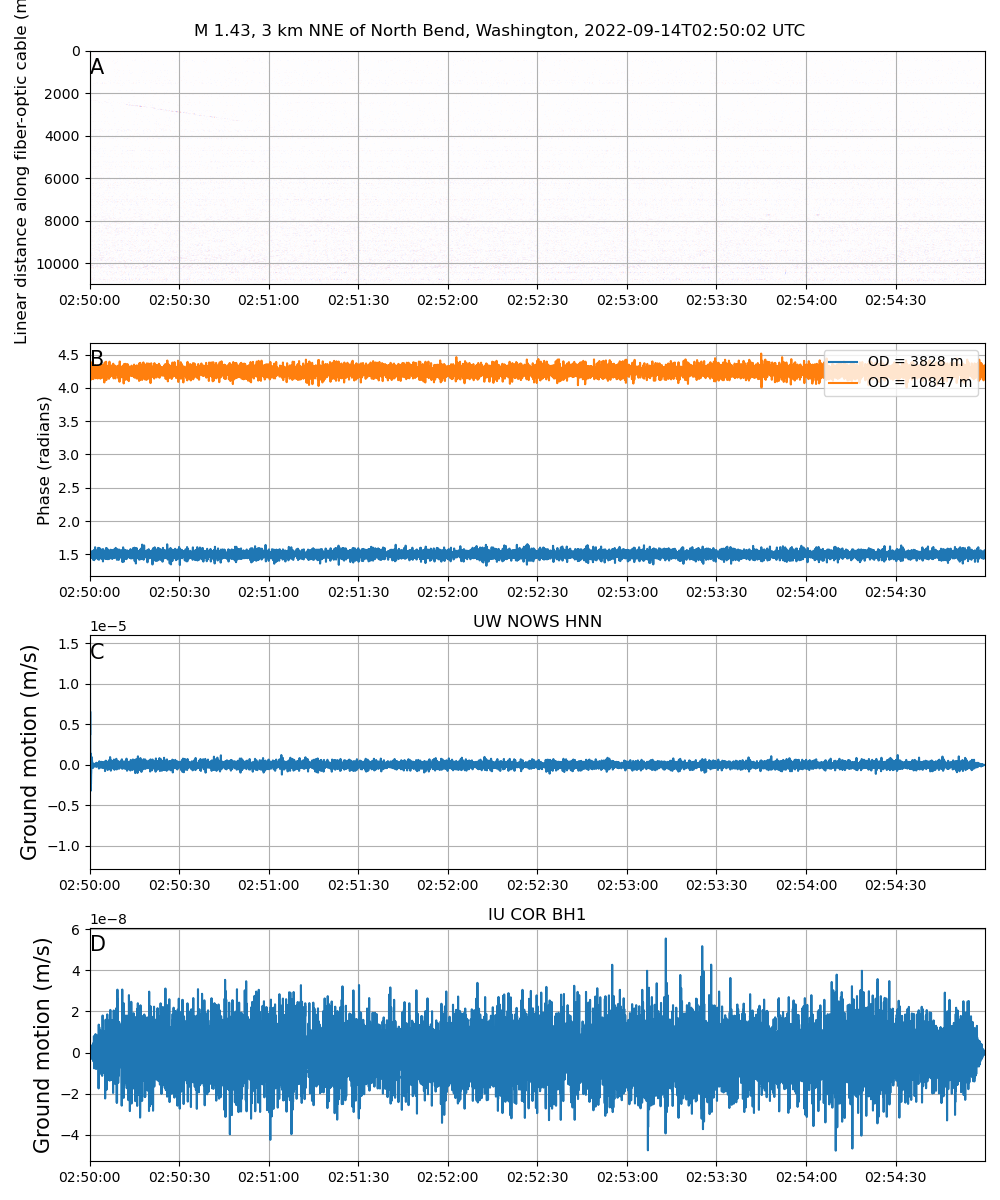 M 1.43, 3 km NNE of North Bend, Washington, 2022-09-14T02:50:02 UTC
Linear distance along fiber-optic cable (m
A
0
2000
4000
6000
8000
10000
02:50:00 02:50:30 02:51:00 02:51:30 02:52:00 02:52:30 02:53:00 02:53:30 02:54:00 02:54:30
Phase (radians)
B
4.5
4.0
3.5
3.0
2.5
2.0
1.5
OD = 3828 m
OD = 10847 m
02:50:00 02:50:30 02:51:00 02:51:30 02:52:00 02:52:30 02:53:00 02:53:30 02:54:00 02:54:30
UW NOWS HNN
1e−5
Ground motion (m/s)
C
1.5
1.0
0.5
0.0
−0.5
−1.0
02:50:00 02:50:30 02:51:00 02:51:30 02:52:00 02:52:30 02:53:00 02:53:30 02:54:00 02:54:30
IU COR BH1
1e−8
Ground motion (m/s)
D
6
4
2
0
−2
−4
02:50:00 02:50:30 02:51:00 02:51:30 02:52:00 02:52:30 02:53:00 02:53:30 02:54:00 02:54:30